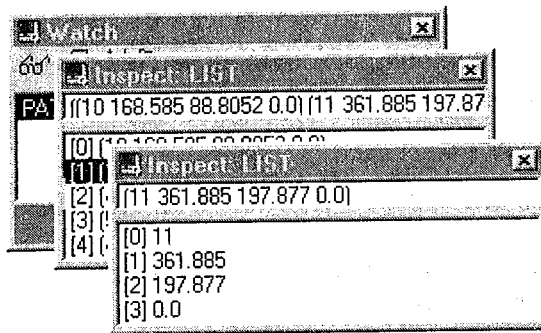 Watch
PAT
Inspect: LIST
((10 168.585 88.8052 0.0) (11 361.885 197.87
[0] (10 168.585 88.8052 0.0)
[1] (
[2] (
[3] (
[4] (
Inspect: LIST
(11 361.885 197.877 0.0)
[0] 11
[1] 361.885
[2] 197.877
[3] 0.0